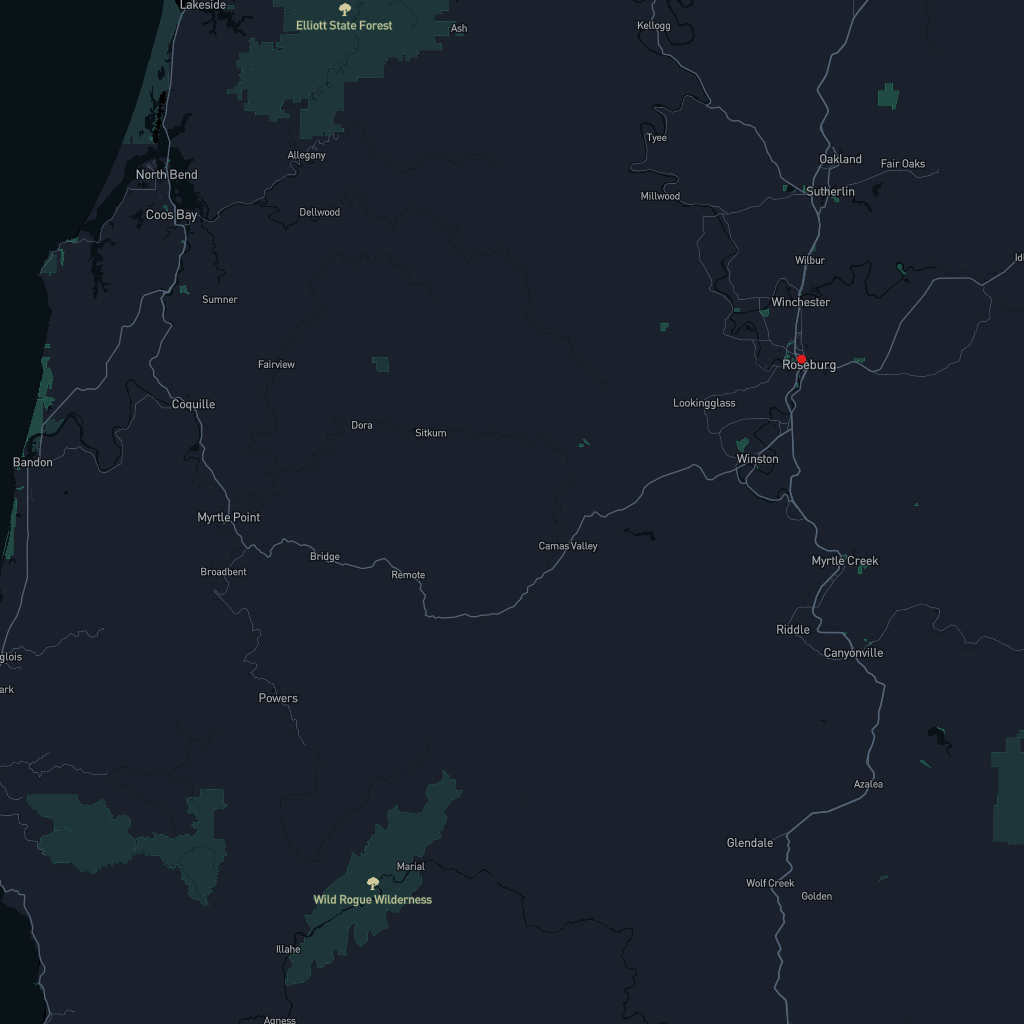 Lakeside
Elliott State Forest
Ash
Kellogg
Tyee
Allegany
Oakland
Fair Oaks
North Bend
Millwood
Sutherlin
Coos Bay
Dellwood
Wilbur
Sumner
Winchester
Fairview
Roseburg
Coquille
Lookingglass
Dora
Sitkum
Bandon
Winston
Myrtle Point
Camas Valley
Bridge
Myrtle Creek
Broadbent
Remote
Riddle
Canyonville
glois
ark
Powers
Azalea
Glendale
Marial
Wolf Creek
Wild Rogue Wilderness
Golden
Illahe
Agness